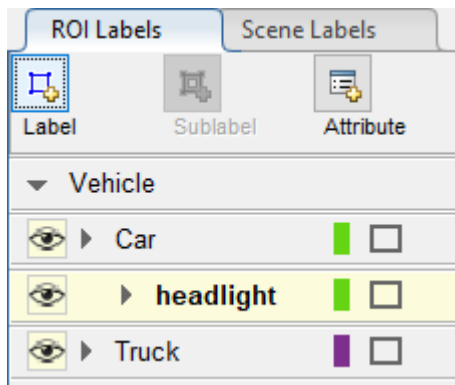 ROI Labels Scene Labels
Label Sublabel Attribute
Vehicle
Car
headlight
Truck